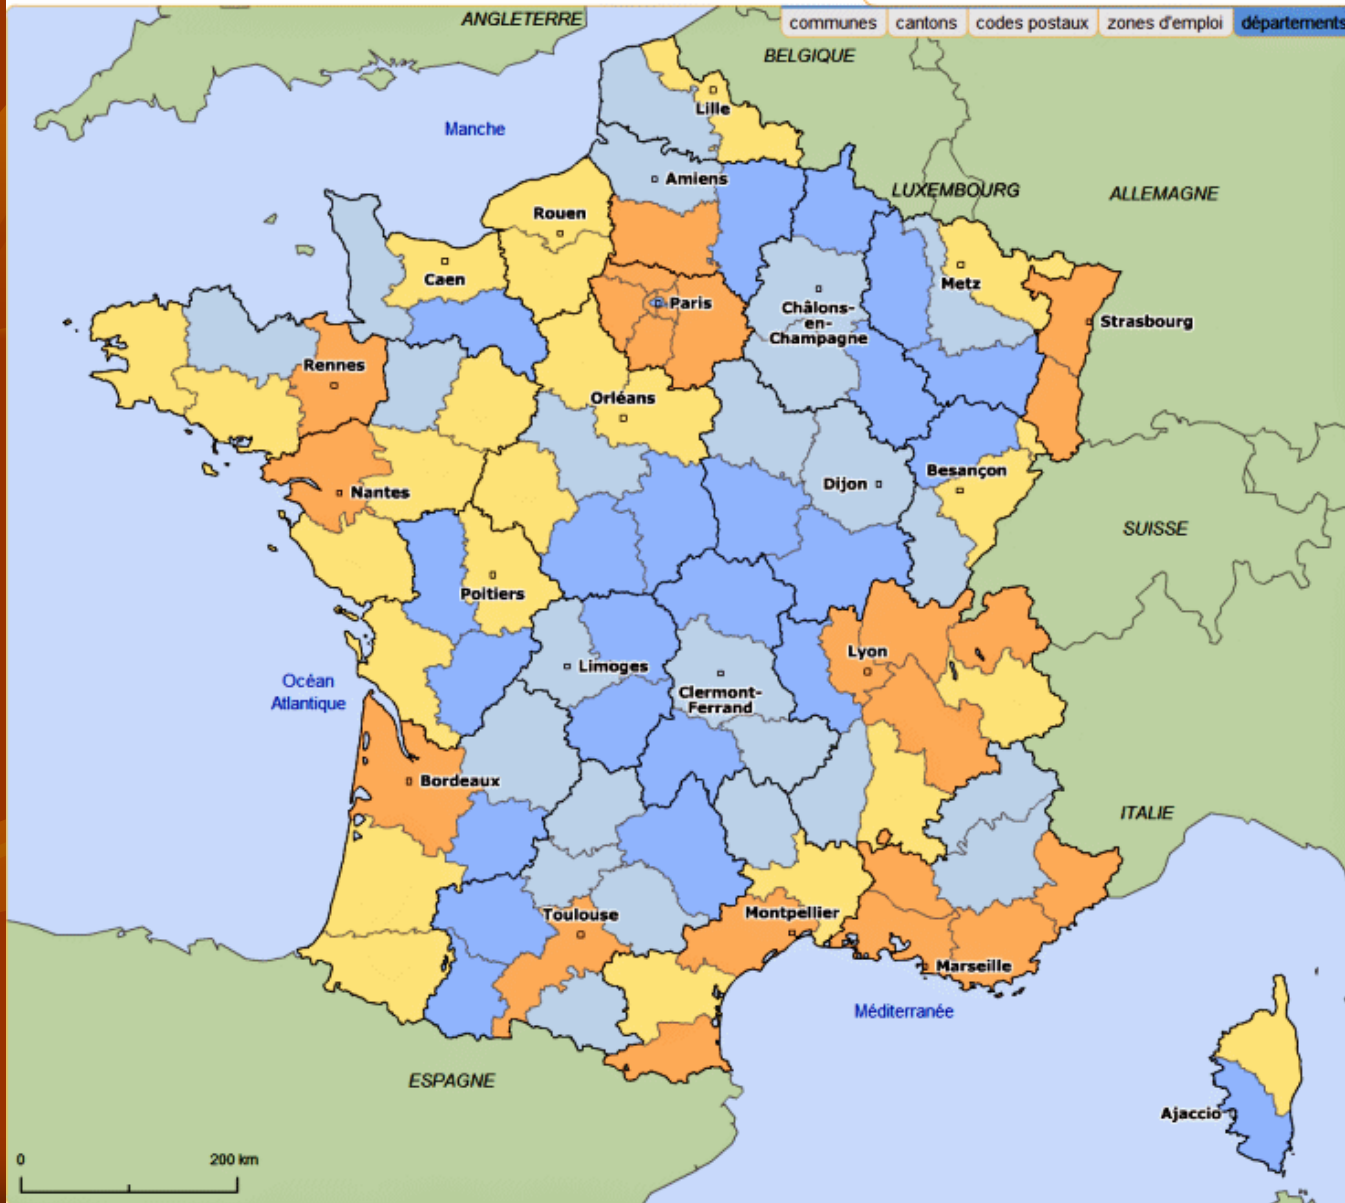 ANGLETERRE
communes
cantons
codes postaux
zones d'emploi
départements
BELGIQUE
Lille
Manche
Amiens
LUXEMBOURG
ALLEMAGNE
Rouen
Caen
Metz
Paris
Châlons-
en-
Champagne
Strasbourg
Rennes
Orléans
Besançon
Dijon
Nantes
SUISSE
Poitiers
Lyon
Limoges
Océan
Atlantique
Clermont-
Ferrand
Bordeaux
ITALIE
Toulouse
Montpellier
Marseille
Méditerranée
ESPAGNE
Ajaccio
0
200 km